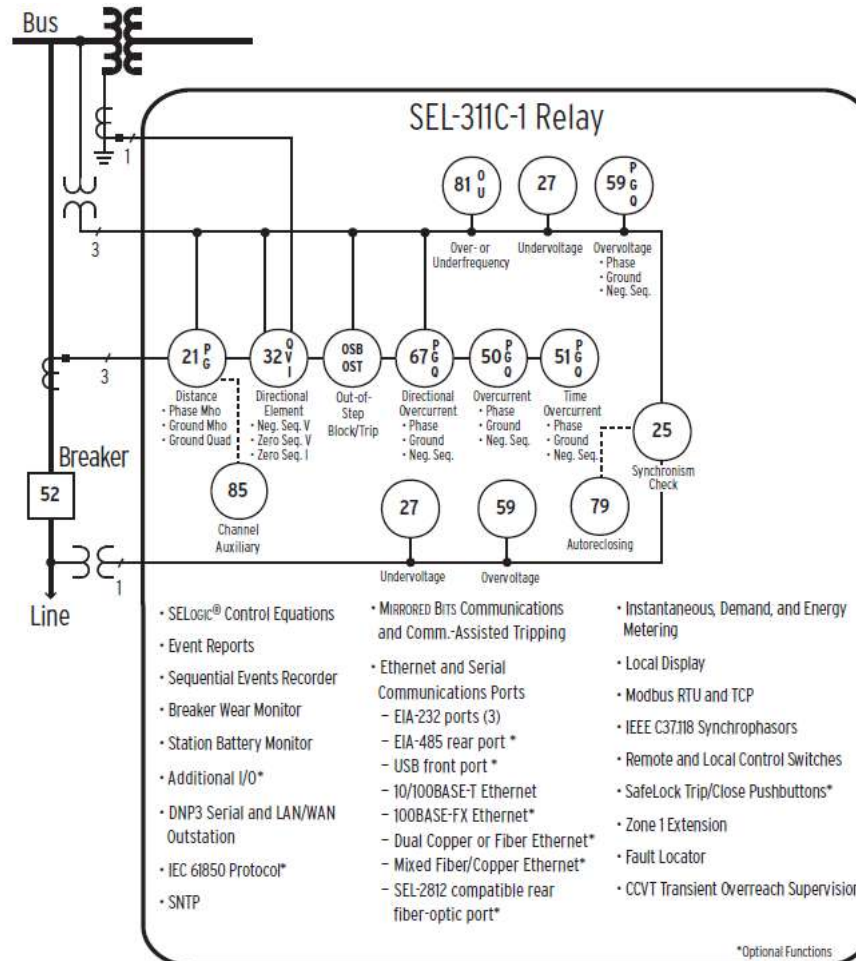 Bus
SEL-311C-1 Relay
1
3
81 O U
27
59 P G Q
Over- or
Underfrequency
Undervoltage
Overvoltage
• Phase
• Ground
• Neg. Seq.
3
21 P G
32 Q V I
OSB
OST
67 P G Q
50 P G Q
51 P G Q
Distance
• Phase Mho
• Ground Mho
• Ground Quad
Directional
Element
• Neg. Seq. V
• Zero Seq. V
• Zero Seq. I
Out-of-
Step
Block/Trip
Directional
Overcurrent
• Phase
• Ground
• Neg. Seq.
Overcurrent
• Phase
• Ground
• Neg. Seq.
Time
Overcurrent
• Phase
• Ground
• Neg. Seq.
25
Synchronism
Check
Breaker
52
85
Channel
Auxiliary
27
59
79
Autoreclosing
Undervoltage
Overvoltage
1
Line
• SELOGIC® Control Equations
• Event Reports
• Sequential Events Recorder
• Breaker Wear Monitor
• Station Battery Monitor
• Additional I/O*
• DNP3 Serial and LAN/WAN
Outstation
• IEC 61850 Protocol*
• SNTP
• MIRRORED BITS Communications
and Comm.-Assisted Tripping
• Ethernet and Serial
Communications Ports
– EIA-232 ports (3)
– EIA-485 rear port *
– USB front port *
– 10/100BASE-T Ethernet
– 100BASE-FX Ethernet*
– Dual Copper or Fiber Ethernet*
– Mixed Fiber/Copper Ethernet*
– SEL-2812 compatible rear
fiber-optic port*
• Instantaneous, Demand, and Energy
Metering
• Local Display
• Modbus RTU and TCP
• IEEE C37.118 Synchrophasors
• Remote and Local Control Switches
• SafeLock Trip/Close Pushbuttons*
• Zone 1 Extension
• Fault Locator
• CCVT Transient Overreach Supervision
*Optional Functions